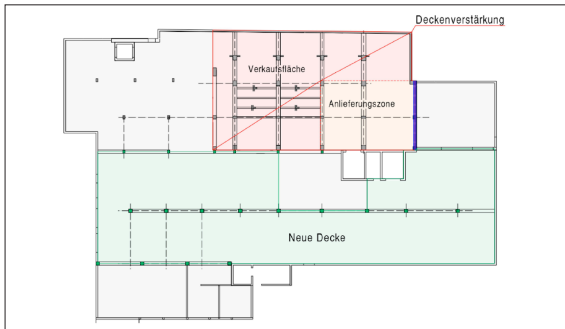 Deckenverstärkung
Verkaufsfläche
Anlieferungszone
Neue Decke